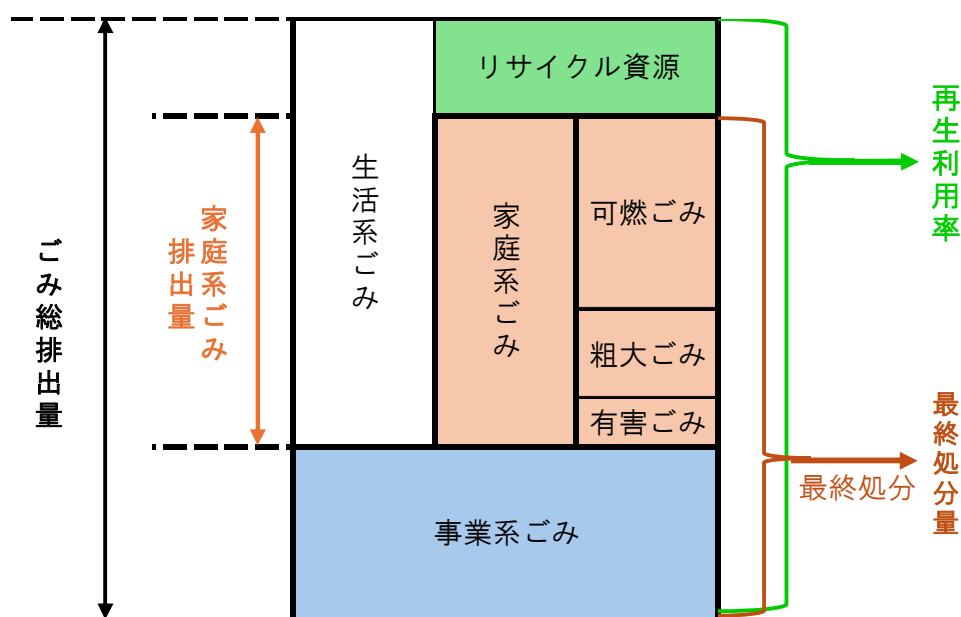 ごみ総排出量
家庭系ごみ
排出量
生活系ごみ
リサイクル資源
家庭系ごみ
可燃ごみ
粗大ごみ
有害ごみ
事業系ごみ
再生利用率
最終処分
最終処分量